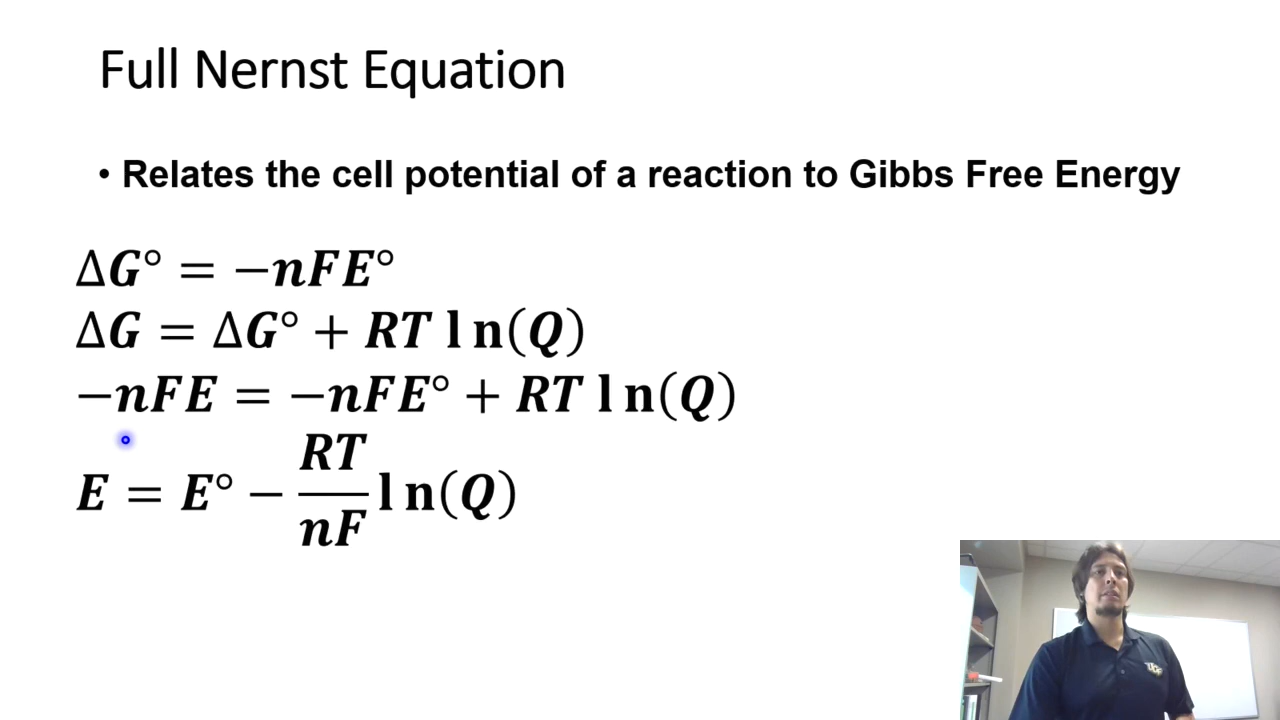 Full Nernst Equation
• Relates the cell potential of a reaction to Gibbs Free Energy
ΔG° = −nFE°
ΔG = ΔG° + RT ln(Q)
−nFE = −nFE° + RT ln(Q)
E = E° − RT/nF ln(Q)